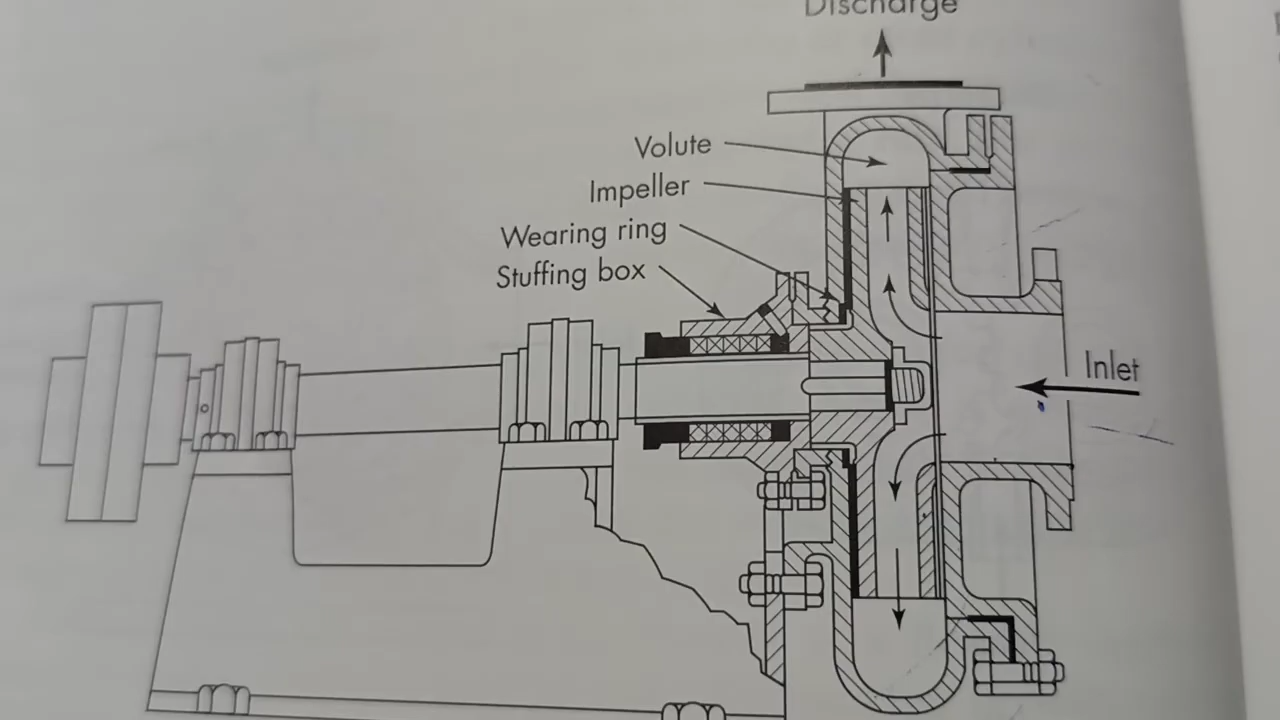 Discharge
Volute
Impeller
Wearing ring
Stuffing box
Inlet